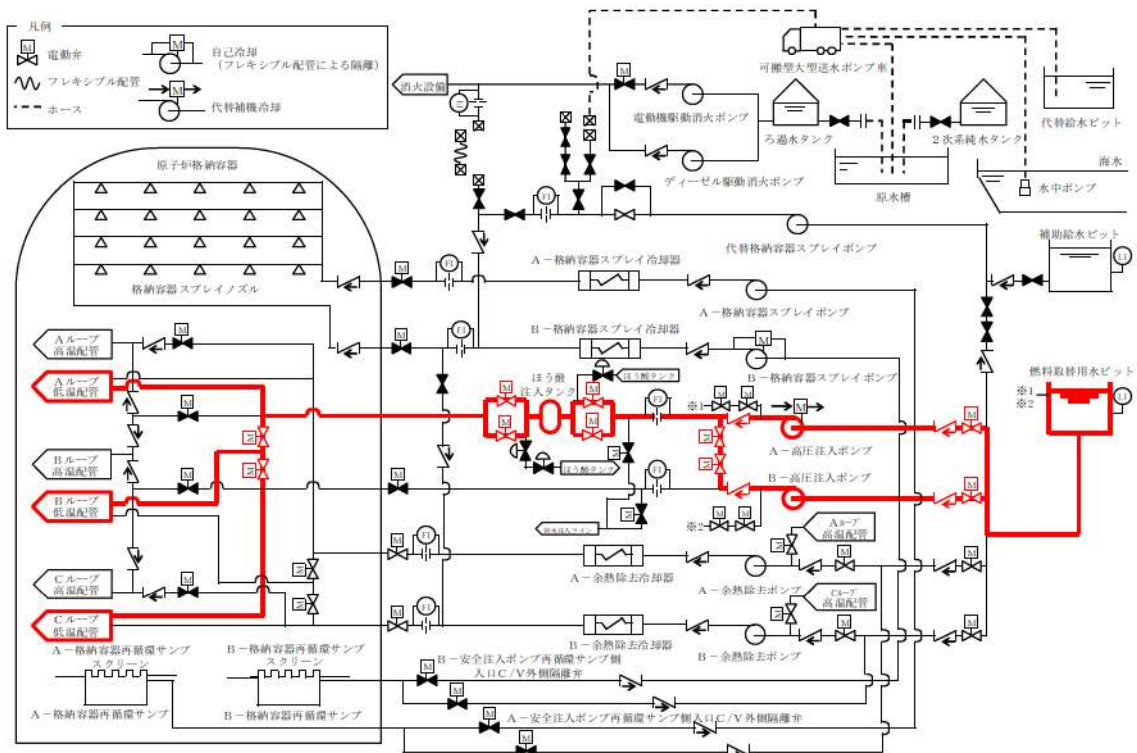 凡例
M
電動弁
フレキシブル配管
ホース
M
自己冷却
(フレキシブル配管による隔離)
M
代替補機冷却
消火設備
M
電動機駆動消火ポンプ
ディーゼル駆動消火ポンプ
可搬型大型送水ポンプ車
ろ過水タンク
2次系純水タンク
原水槽
代替給水ピット
海水
水中ポンプ
FI
代替格納容器スプレイポンプ
補助給水ピット
LI
原子炉格納容器
格納容器スプレイノズル
M
FI
A-格納容器スプレイ冷却器
A-格納容器スプレイポンプ
M
FI
B-格納容器スプレイ冷却器
M
B-格納容器スプレイポンプ
Aループ
高温配管
M
Aループ
低温配管
M
M
Bループ
高温配管
M
Bループ
低温配管
M
M
Cループ
高温配管
M
Cループ
低温配管
M
M
ほう酸
注入タンク
ほう酸タンク
M
M
M
M
ほう酸タンク
FI
M
FI
M
※1
M
M
M
M
M
A-高圧注入ポンプ
B-高圧注入ポンプ
※2
M
M
M
M
燃料取替用水ピット
※1
※2
LI
M
FI
A-余熱除去冷却器
A-余熱除去ポンプ
Aループ
高温配管
M
M
M
M
FI
B-余熱除去冷却器
B-余熱除去ポンプ
Cループ
高温配管
M
M
M
A-格納容器再循環サンプ
スクリーン
A-格納容器再循環サンプ
B-格納容器再循環サンプ
スクリーン
B-格納容器再循環サンプ
B-安全注入ポンプ再循環サンプ側
入口C/V外側隔離弁
M
M
A-安全注入ポンプ再循環サンプ側入口C/V外側隔離弁
M
M